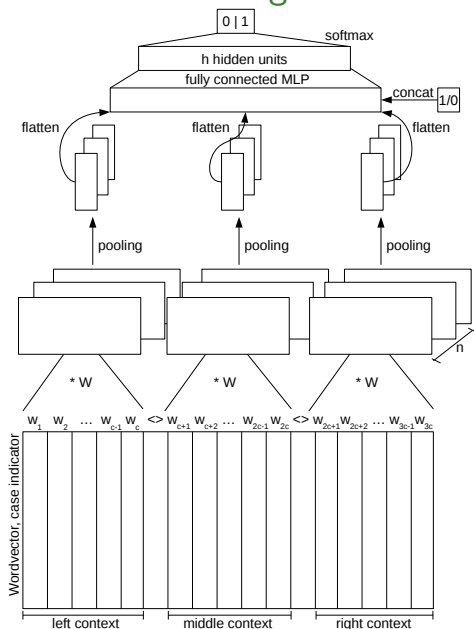 0 | 1
softmax
h hidden units
fully connected MLP
concat 1/0
flatten flatten flatten
pooling pooling pooling
n
* W * W * W
w1 w2 ... wc-1 wc <> wc+1 wc+2 ... w2c-1 w2c <> w2c+1 w2c+2 ... w3c-1 w3c
Wordvector, case indicator
left context middle context right context